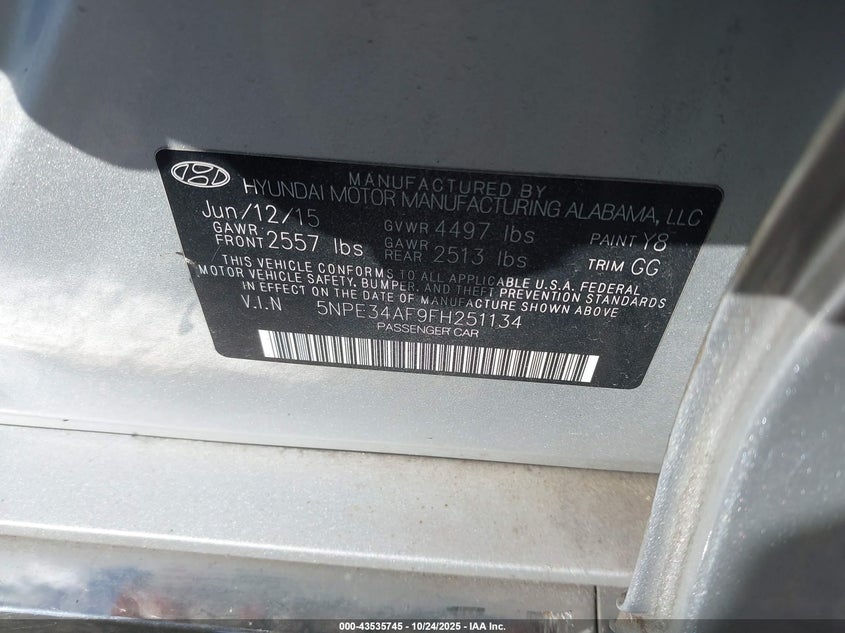 MANUFACTURED BY
HYUNDAI MOTOR MANUFACTURING ALABAMA, LLC
Jun/12/15 GVWR 4497 lbs PAINT Y8
GAWR FRONT 2557 lbs GAWR REAR 2513 lbs TRIM GG
THIS VEHICLE CONFORMS TO ALL APPLICABLE U.S.A. FEDERAL
MOTOR VEHICLE SAFETY, BUMPER, AND THEFT PREVENTION STANDARDS
IN EFFECT ON THE DATE OF MANUFACTURE SHOWN ABOVE
V.I.N 5NPE34AF9FH251134
PASSENGER CAR
000-43535745 - 10/24/2025 - IAA Inc.